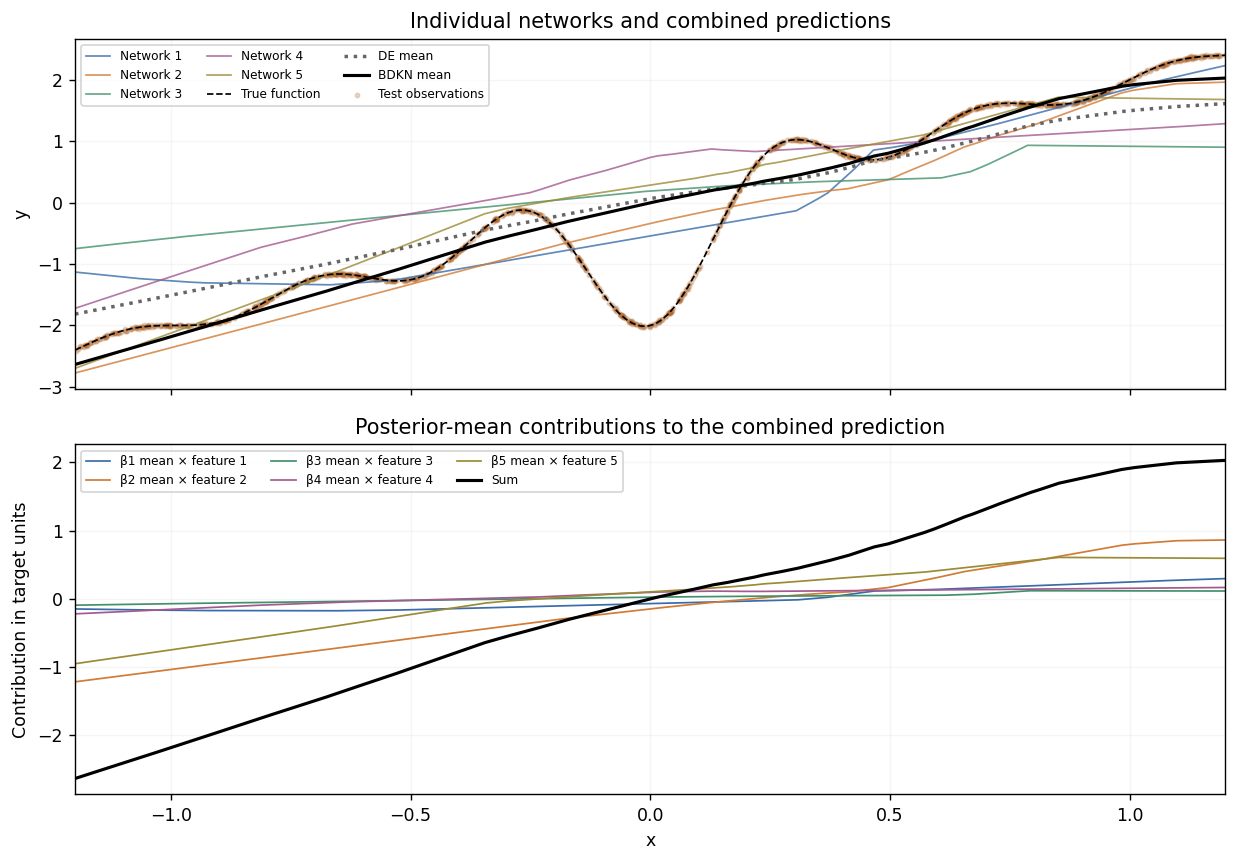 Individual networks and combined predictions
Network 1
Network 2
Network 3
Network 4
Network 5
True function
DE mean
BDKN mean
Test observations
y
2
1
0
−1
−2
−3
Posterior-mean contributions to the combined prediction
β1 mean × feature 1
β2 mean × feature 2
β3 mean × feature 3
β4 mean × feature 4
β5 mean × feature 5
Sum
Contribution in target units
2
1
0
−1
−2
−1.0
−0.5
0.0
0.5
1.0
x